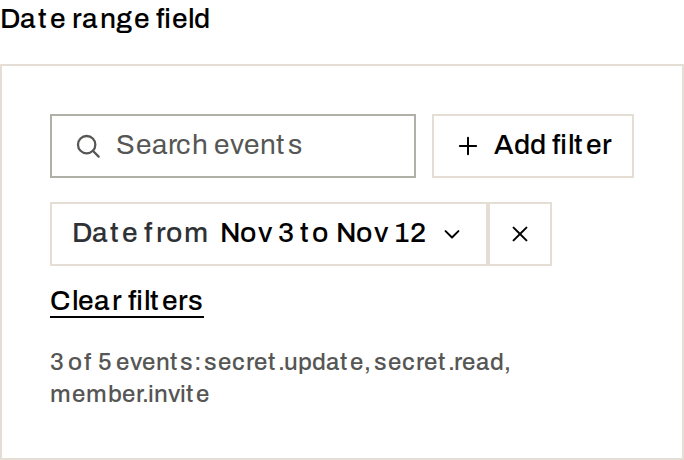 Date range field
Search events
Add filter
Date from Nov 3 to Nov 12
Clear filters
3 of 5 events: secret.update, secret.read,
member.invite